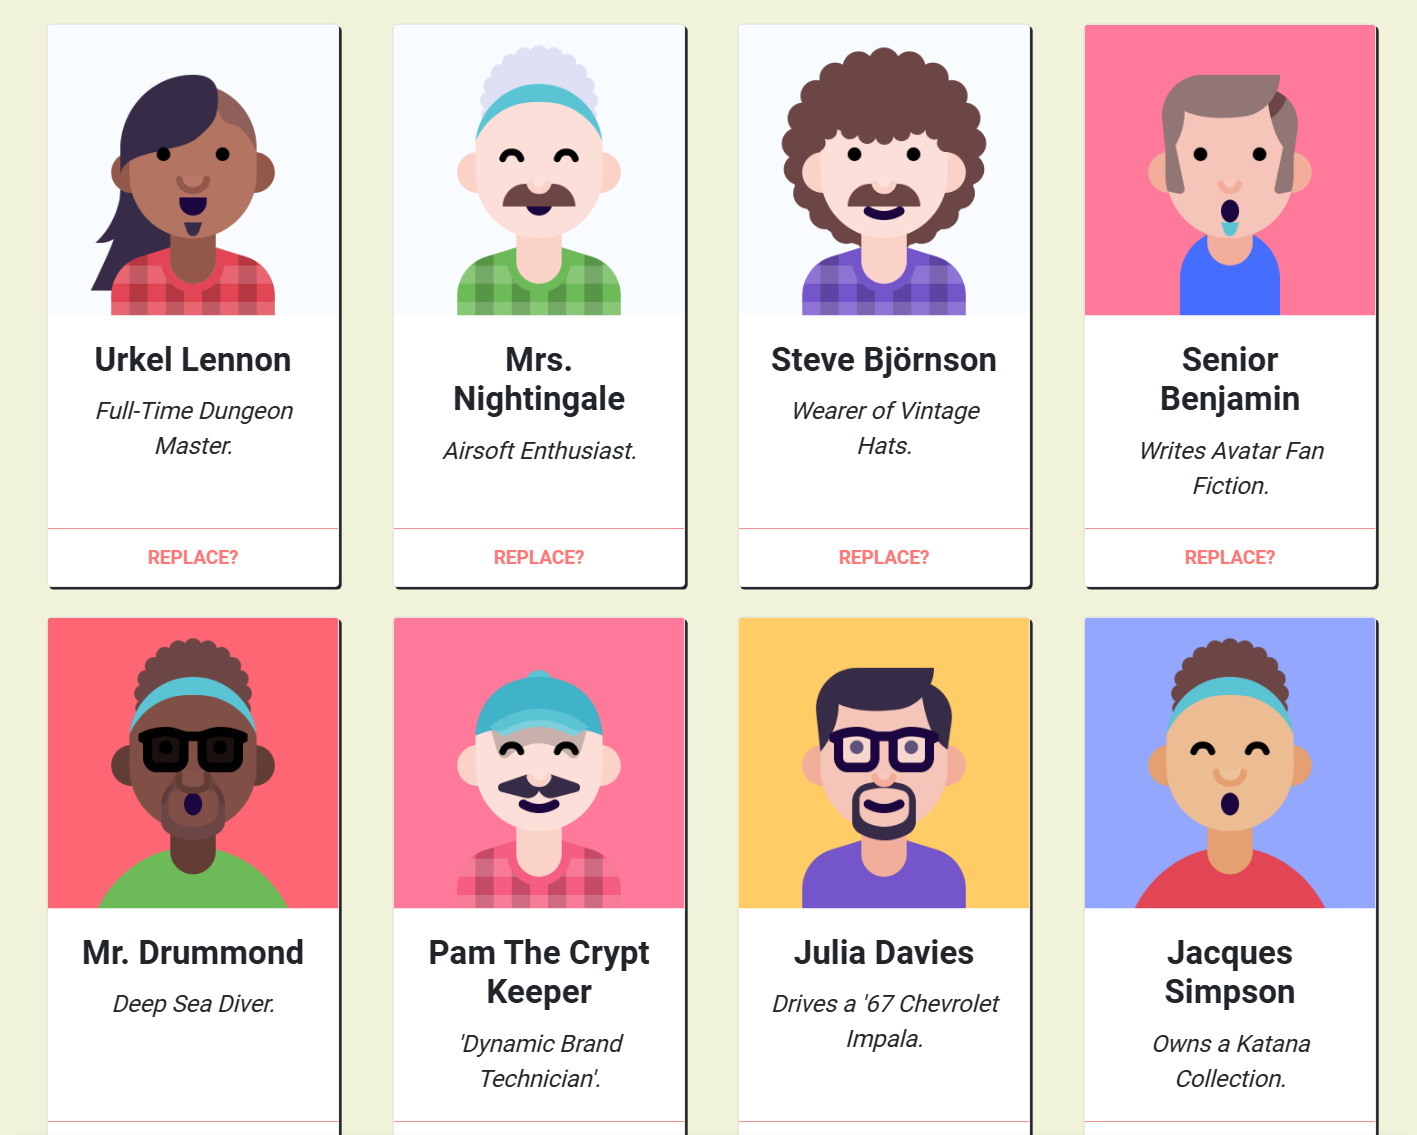 Urkel Lennon
Full-Time Dungeon
Master.
REPLACE?
Mrs.
Nightingale
Airsoft Enthusiast.
REPLACE?
Steve Björnson
Wearer of Vintage
Hats.
REPLACE?
Senior
Benjamin
Writes Avatar Fan
Fiction.
REPLACE?
Mr. Drummond
Deep Sea Diver.
Pam The Crypt
Keeper
'Dynamic Brand
Technician'.
Julia Davies
Drives a '67 Chevrolet
Impala.
Jacques
Simpson
Owns a Katana
Collection.